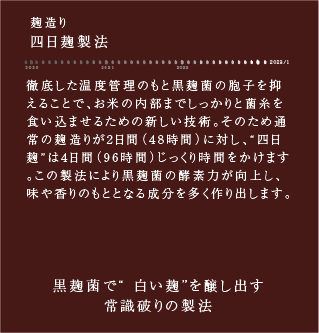 麹造り
四日麹製法
2020 2021 2022 2022/1
徹底した温度管理のもと黒麹菌の胞子を抑
えることで、お米の内部までしっかりと菌糸を
食い込ませるための新しい技術。そのため通
常の麹造りが2日間（48時間）に対し、“四日
麹”は4日間（96時間）じっくり時間をかけます
。この製法により黒麹菌の酵素力が向上し、
味や香りのもととなる成分を多く作り出します。
黒麹菌で“ 白い麹”を醸し出す
常識破りの製法